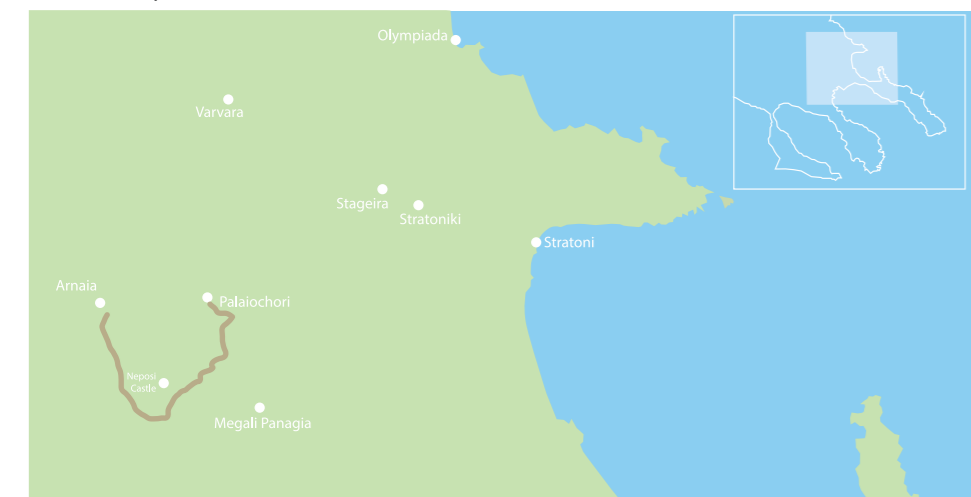 Olympiada
Varvara
Stageira
Stratoniki
Stratoni
Arnaia
Palaiochori
Neposi
Castle
Megali Panagia